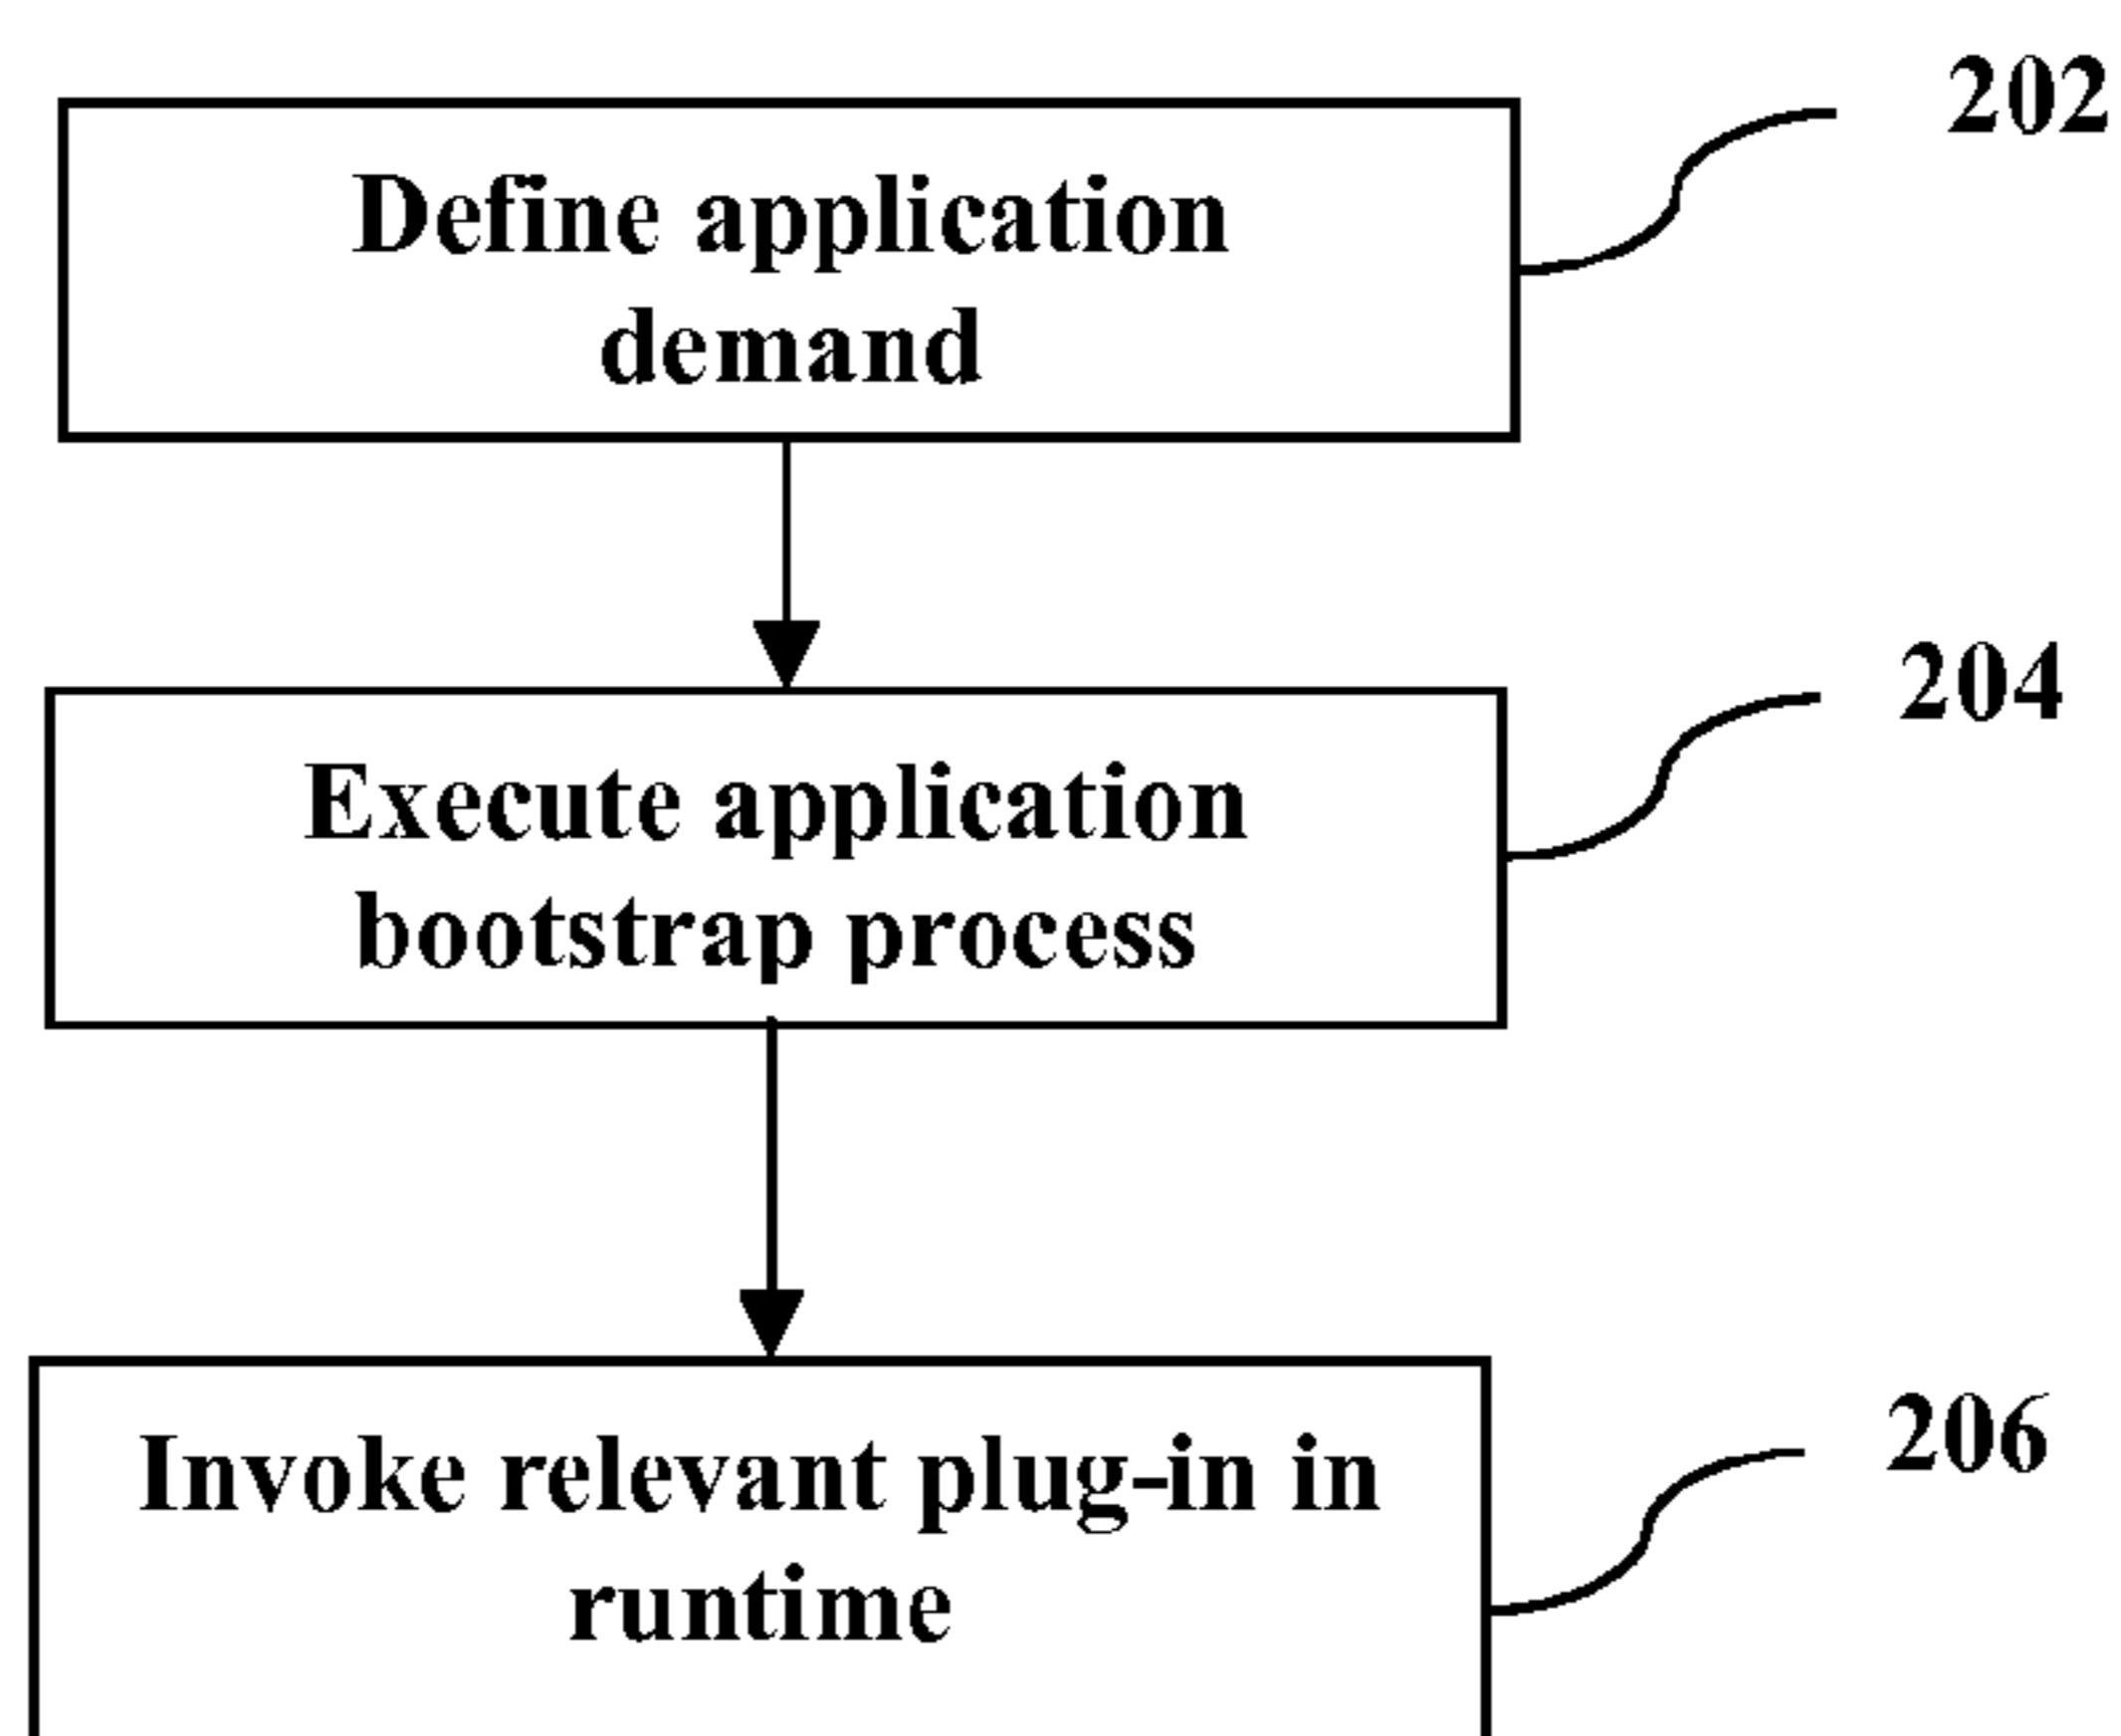 202
Define application
demand
204
Execute application
bootstrap process
206
Invoke relevant plug-in in
runtime